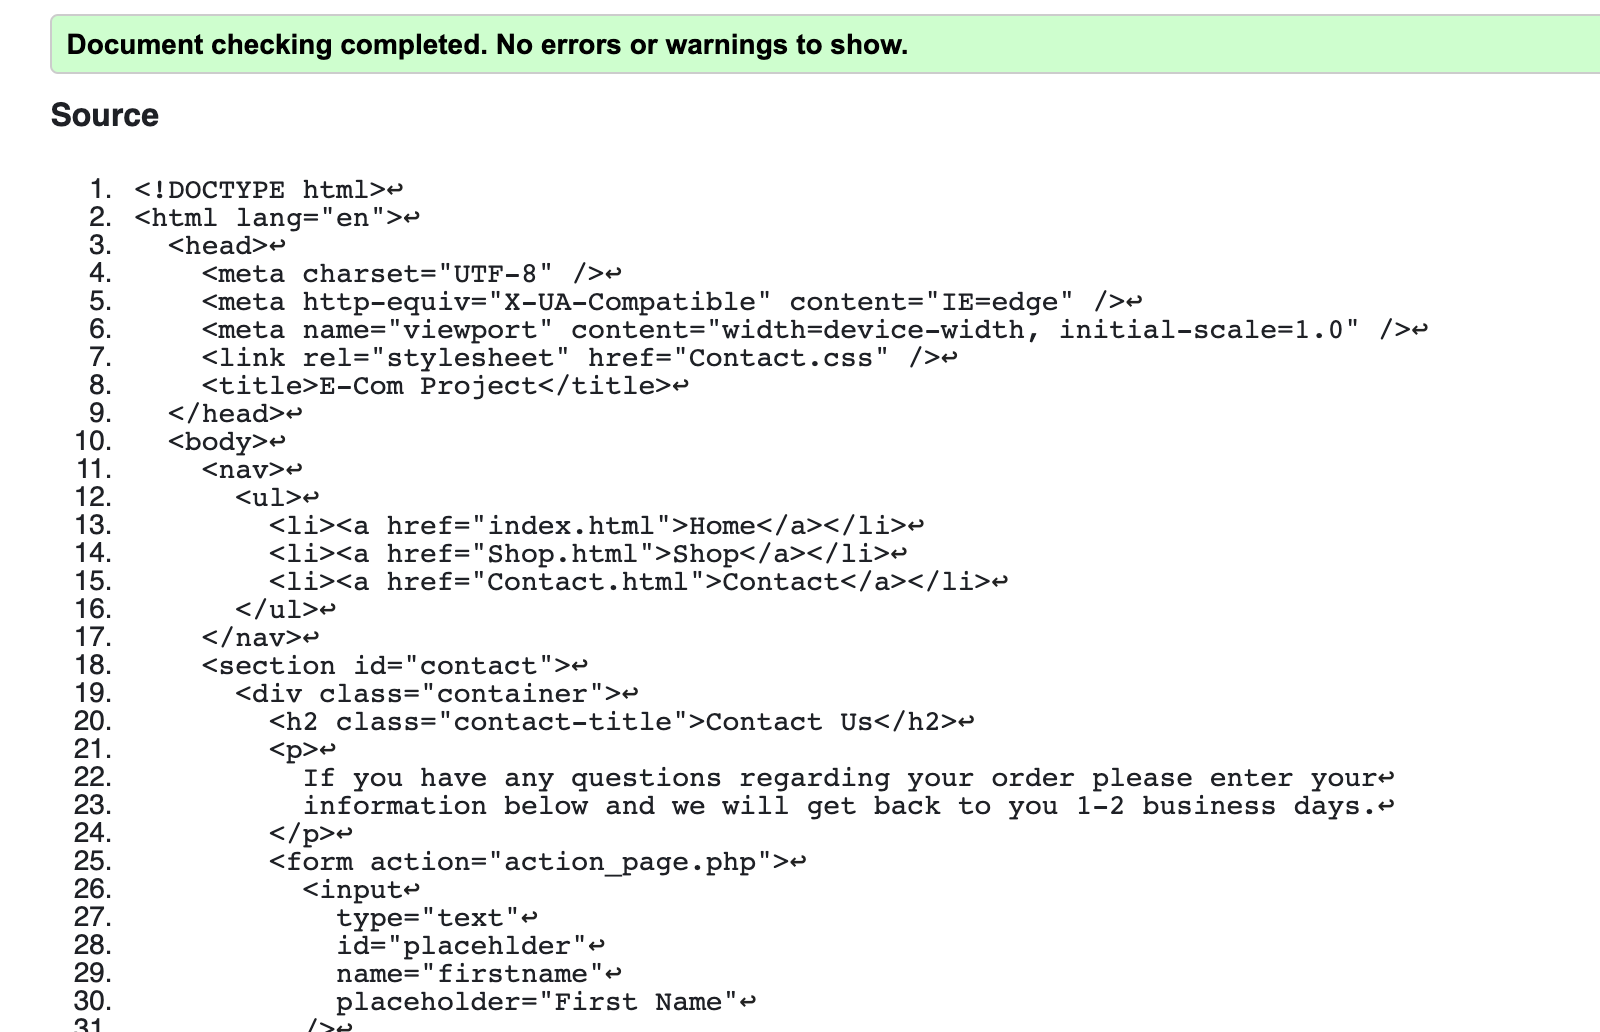 Document checking completed. No errors or warnings to show.
Source
1. <!DOCTYPE html>↩
2. <html lang="en">↩
3. <head>↩
4. <meta charset="UTF-8" />↩
5. <meta http-equiv="X-UA-Compatible" content="IE=edge" />↩
6. <meta name="viewport" content="width=device-width, initial-scale=1.0" />↩
7. <link rel="stylesheet" href="Contact.css" />↩
8. <title>E-Com Project</title>↩
9. </head>↩
10. <body>↩
11. <nav>↩
12. <ul>↩
13. <li><a href="index.html">Home</a></li>↩
14. <li><a href="Shop.html">Shop</a></li>↩
15. <li><a href="Contact.html">Contact</a></li>↩
16. </ul>↩
17. </nav>↩
18. <section id="contact">↩
19. <div class="container">↩
20. <h2 class="contact-title">Contact Us</h2>↩
21. <p>↩
22. If you have any questions regarding your order please enter your↩
23. information below and we will get back to you 1-2 business days.↩
24. </p>↩
25. <form action="action_page.php">↩
26. <input↩
27. type="text"↩
28. id="placehlder"↩
29. name="firstname"↩
30. placeholder="First Name"↩
31. />↩